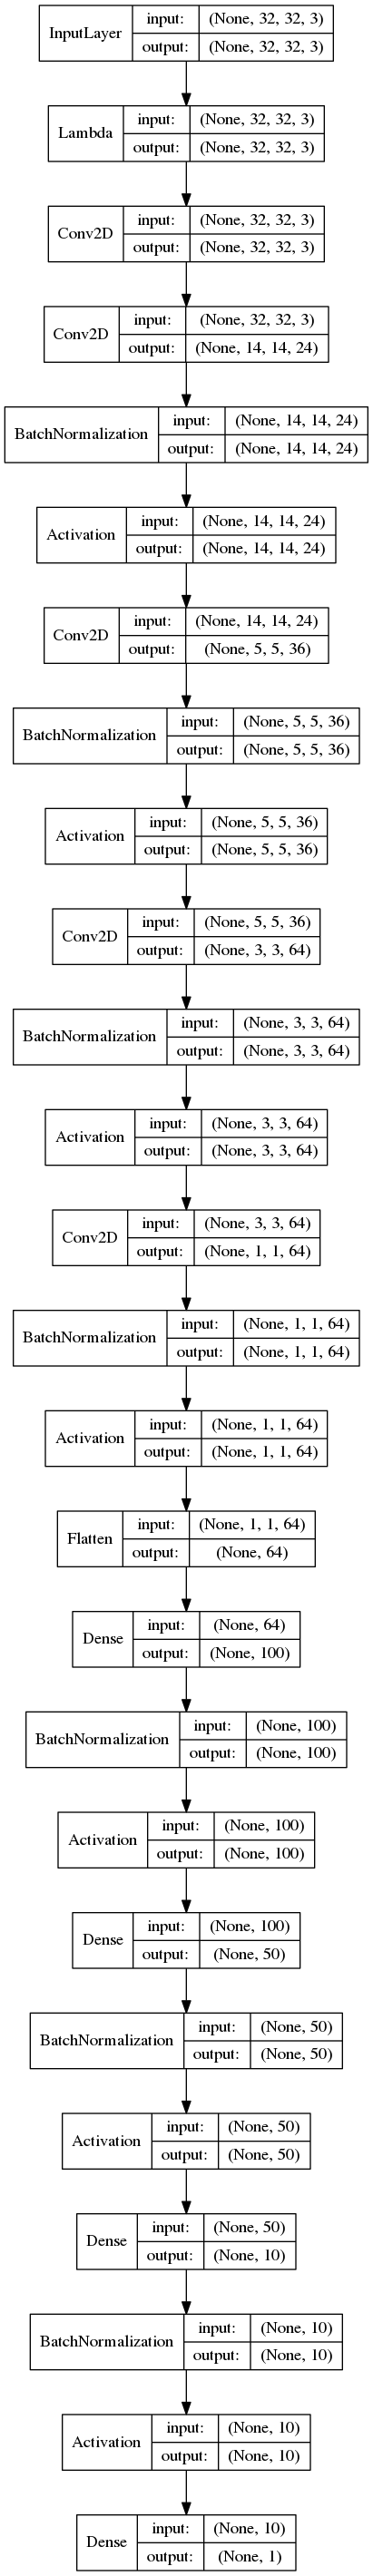 InputLayer
input: (None, 32, 32, 3)
output: (None, 32, 32, 3)
Lambda
input: (None, 32, 32, 3)
output: (None, 32, 32, 3)
Conv2D
input: (None, 32, 32, 3)
output: (None, 32, 32, 3)
Conv2D
input: (None, 32, 32, 3)
output: (None, 14, 14, 24)
BatchNormalization
input: (None, 14, 14, 24)
output: (None, 14, 14, 24)
Activation
input: (None, 14, 14, 24)
output: (None, 14, 14, 24)
Conv2D
input: (None, 14, 14, 24)
output: (None, 5, 5, 36)
BatchNormalization
input: (None, 5, 5, 36)
output: (None, 5, 5, 36)
Activation
input: (None, 5, 5, 36)
output: (None, 5, 5, 36)
Conv2D
input: (None, 5, 5, 36)
output: (None, 3, 3, 64)
BatchNormalization
input: (None, 3, 3, 64)
output: (None, 3, 3, 64)
Activation
input: (None, 3, 3, 64)
output: (None, 3, 3, 64)
Conv2D
input: (None, 3, 3, 64)
output: (None, 1, 1, 64)
BatchNormalization
input: (None, 1, 1, 64)
output: (None, 1, 1, 64)
Activation
input: (None, 1, 1, 64)
output: (None, 1, 1, 64)
Flatten
input: (None, 1, 1, 64)
output: (None, 64)
Dense
input: (None, 64)
output: (None, 100)
BatchNormalization
input: (None, 100)
output: (None, 100)
Activation
input: (None, 100)
output: (None, 100)
Dense
input: (None, 100)
output: (None, 50)
BatchNormalization
input: (None, 50)
output: (None, 50)
Activation
input: (None, 50)
output: (None, 50)
Dense
input: (None, 50)
output: (None, 10)
BatchNormalization
input: (None, 10)
output: (None, 10)
Activation
input: (None, 10)
output: (None, 10)
Dense
input: (None, 10)
output: (None, 1)